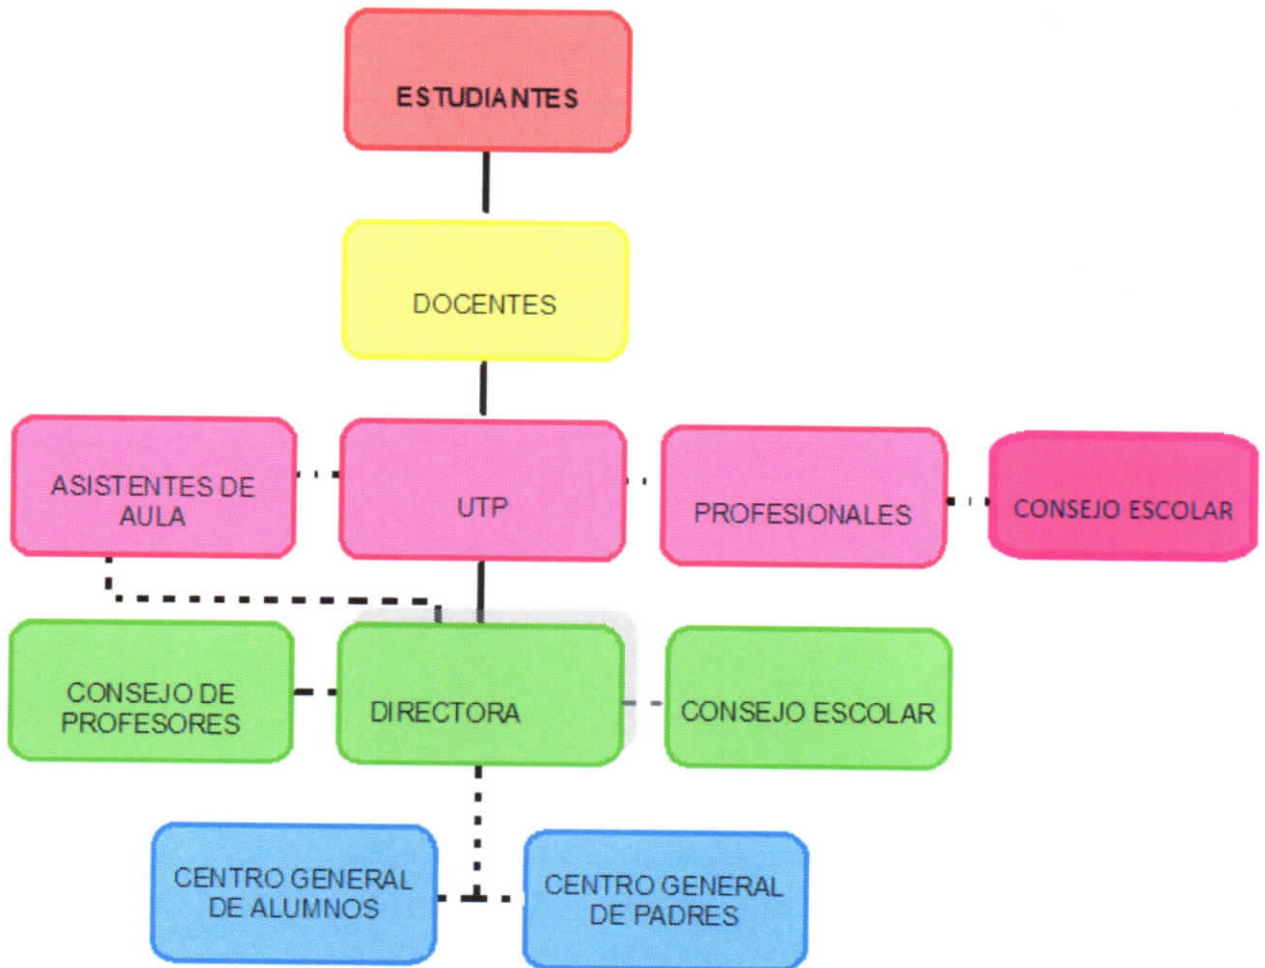 ESTUDIANTES
DOCENTES
ASISTENTES DE
AULA
UTP
PROFESIONALES
CONSEJO ESCOLAR
CONSEJO DE
PROFESORES
DIRECTORA
CONSEJO ESCOLAR
CENTRO GENERAL
DE ALUMNOS
CENTRO GENERAL
DE PADRES